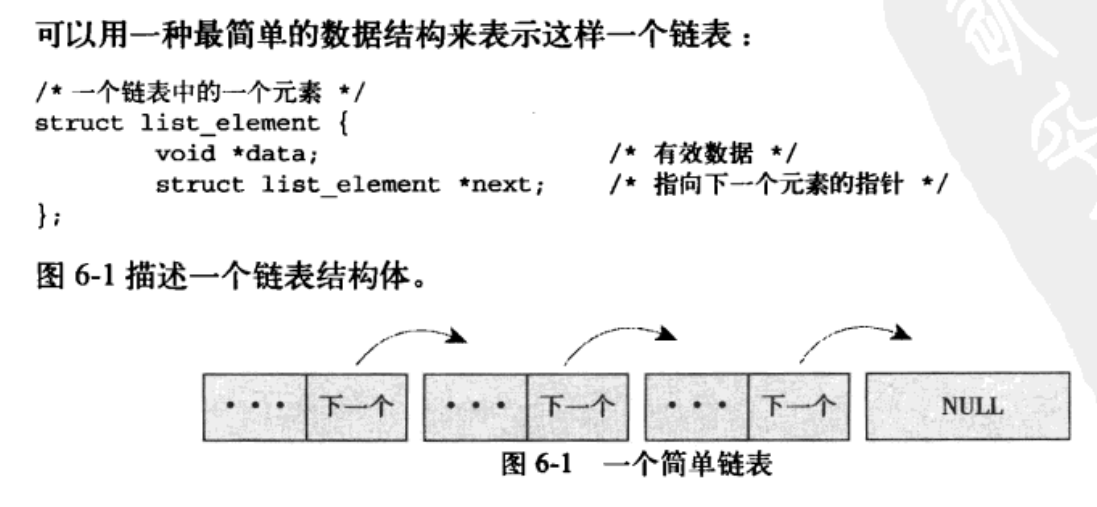 可以用一种最简单的数据结构来表示这样一个链表：
/* 一个链表中的一个元素 */
struct list_element {
void *data; /* 有效数据 */
struct list_element *next; /* 指向下一个元素的指针 */
};
图 6-1 描述一个链表结构体。
··· 下一个 ··· 下一个 ··· 下一个 NULL
图 6-1 一个简单链表